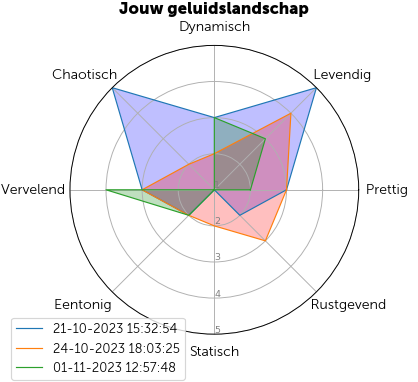 Jouw geluidslandschap
Dynamisch
Chaotisch
Levendig
Vervelend
Prettig
2
3
4
5
Eentonig
Rustgevend
Statisch
21-10-2023 15:32:54
24-10-2023 18:03:25
01-11-2023 12:57:48